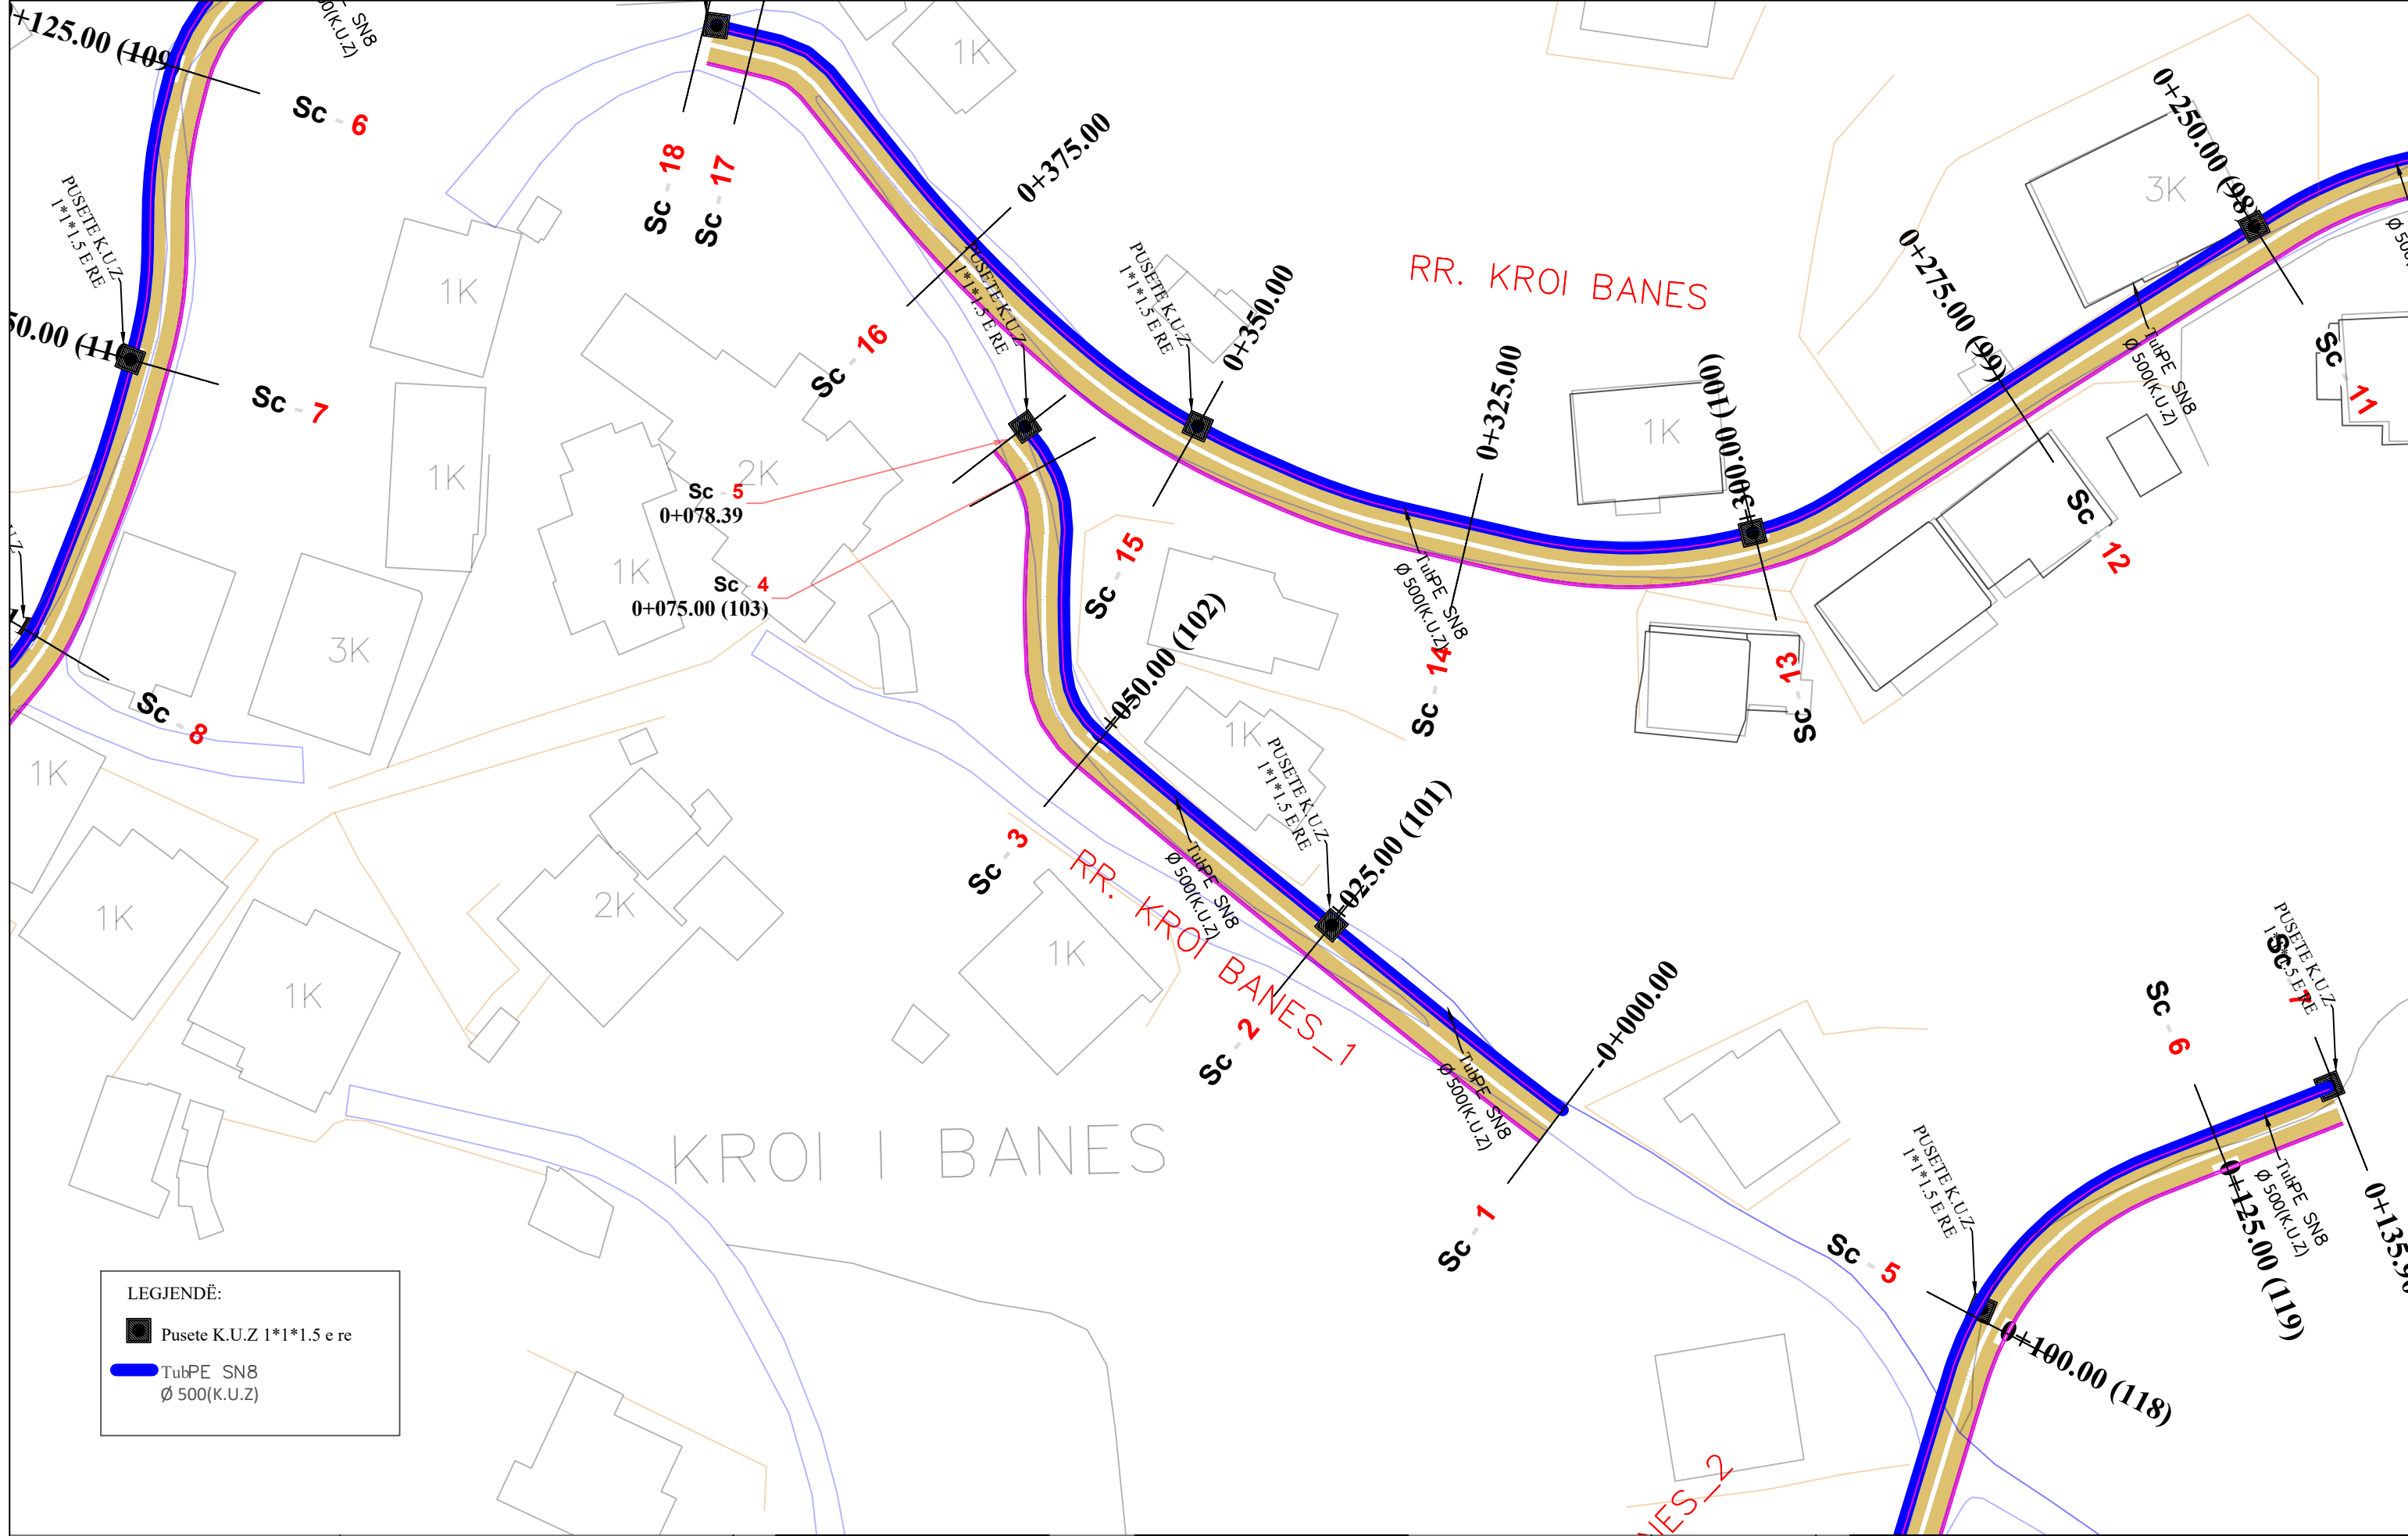 0+125.00 (109
SN8
Sc - 6
PUSETE K.U.Z
1*1*1.5 E RE
Sc - 7
Sc - 8
1K
Sc - 18
Sc - 17
0+375.00
Sc - 16
PUSETE K.U.Z
1*1*1.5 E RE
PUSETE K.U.Z
1*1*1.5 E RE
0+350.00
Sc - 15
RR. KROI BANES
0+325.00
Sc - 14
TubPE SN8
Ø 500(K.U.Z)
1K
0+300.00 (100)
Sc - 13
0+250.00 (98)
3K
0+275.00 (99)
TubPE SN8
Ø 500(K.U.Z)
Sc - 11
Sc - 12
1K
1K
2K
1K
3K
Sc - 5
0+078.39
Sc - 4
0+075.00 (103)
0+050.00 (102)
Sc - 3
1K
PUSETE K.U.Z
1*1*1.5 E RE
TubPE SN8
Ø 500(K.U.Z)
RR. KROI BANES_1
Sc - 2
0+000.00
TubPE SN8
Ø 500(K.U.Z)
Sc - 1
1K
1K
2K
1K
1K
KROI I BANES
PUSETE K.U.Z
Sc - 7
Sc - 6
PUSETE K.U.Z
1*1*1.5 E RE
Sc - 5
TubPE SN8
Ø 500(K.U.Z)
0+125.00 (119)
0+100.00 (118)
LEGJENDË:
Pusete K.U.Z 1*1*1.5 e re
TubPE SN8
Ø 500(K.U.Z)